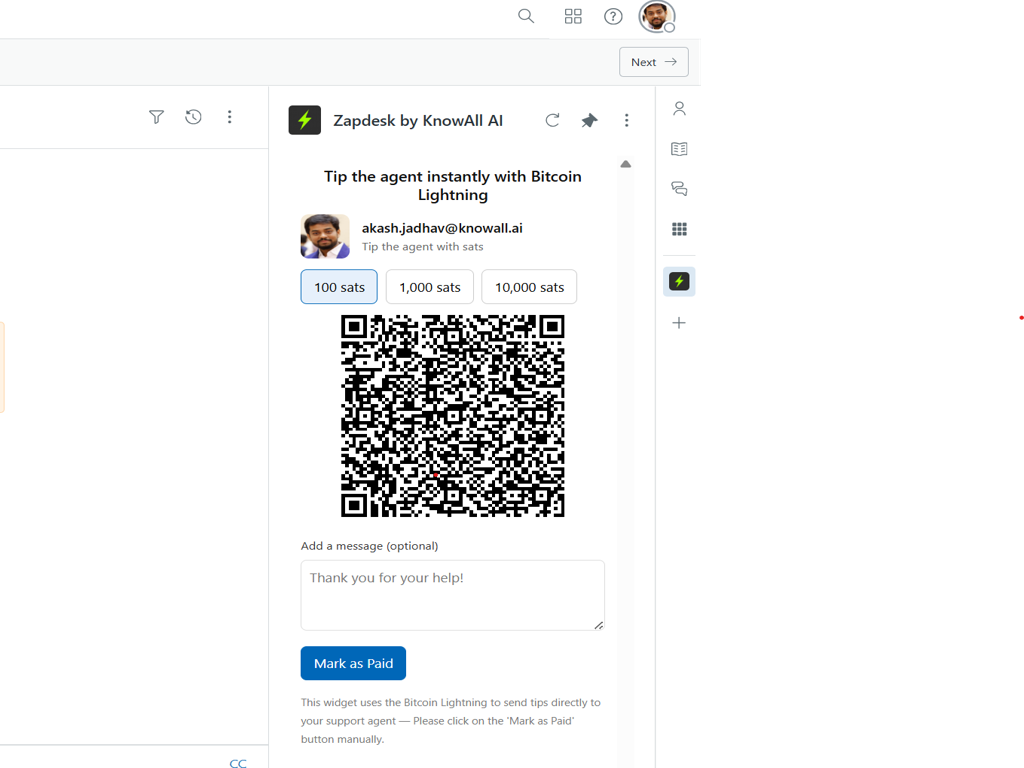 Next
Zapdesk by KnowAll AI
Tip the agent instantly with Bitcoin
Lightning
akash.jadhav@knowall.ai
Tip the agent with sats
100 sats
1,000 sats
10,000 sats
Add a message (optional)
Thank you for your help!
Mark as Paid
This widget uses the Bitcoin Lightning to send tips directly to
your support agent — Please click on the 'Mark as Paid'
button manually.
CC